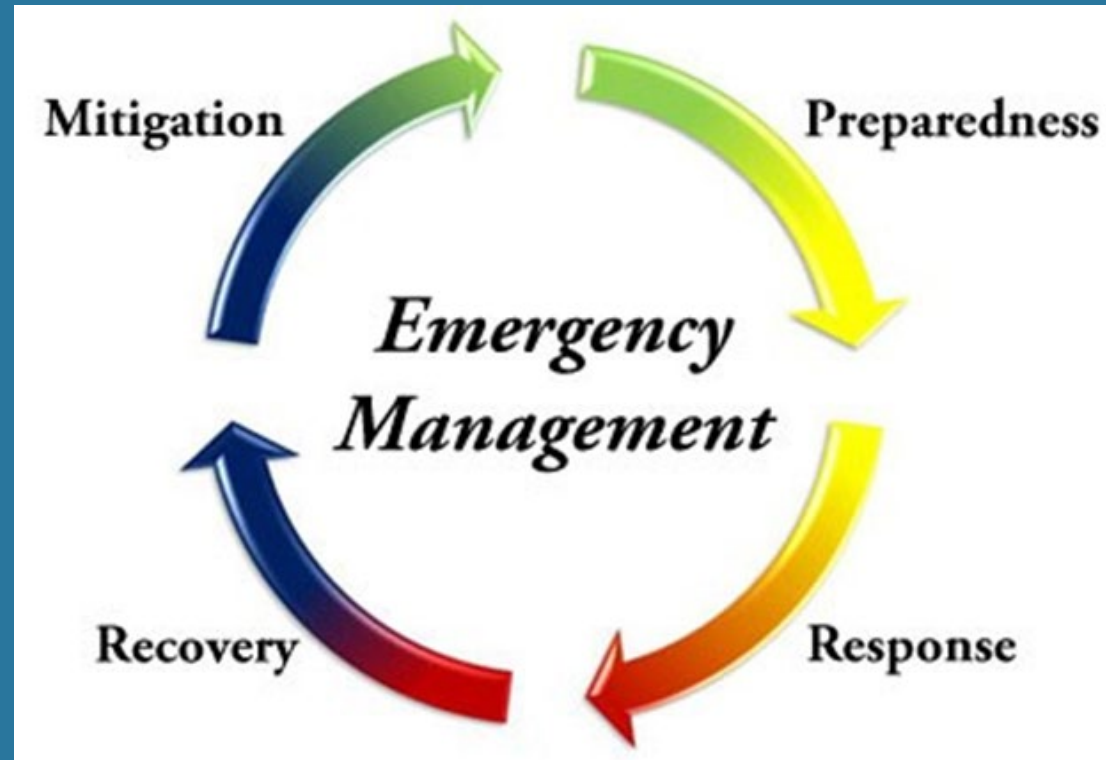 Mitigation
Preparedness
Emergency
Management
Recovery
Response